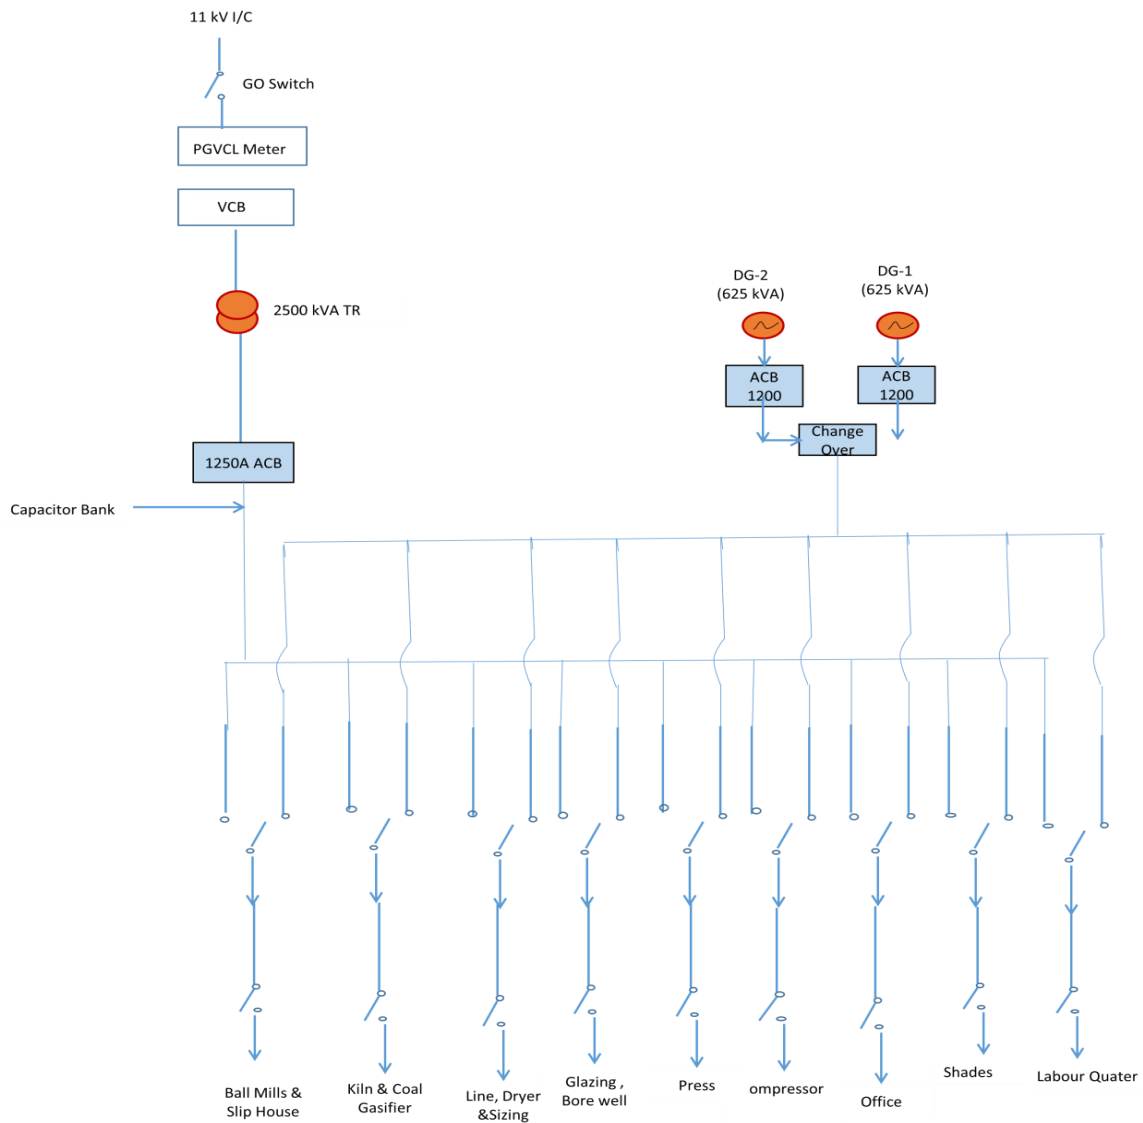 11 kV I/C
GO Switch
PGVCL Meter
VCB
2500 kVA TR
DG-2
(625 kVA)
DG-1
(625 kVA)
ACB
1200
ACB
1200
Change
Over
1250A ACB
Capacitor Bank
Ball Mills &
Slip House
Kiln & Coal
Gasifier
Line, Dryer
&Sizing
Glazing ,
Bore well
Press
ompressor
Office
Shades
Labour Quater